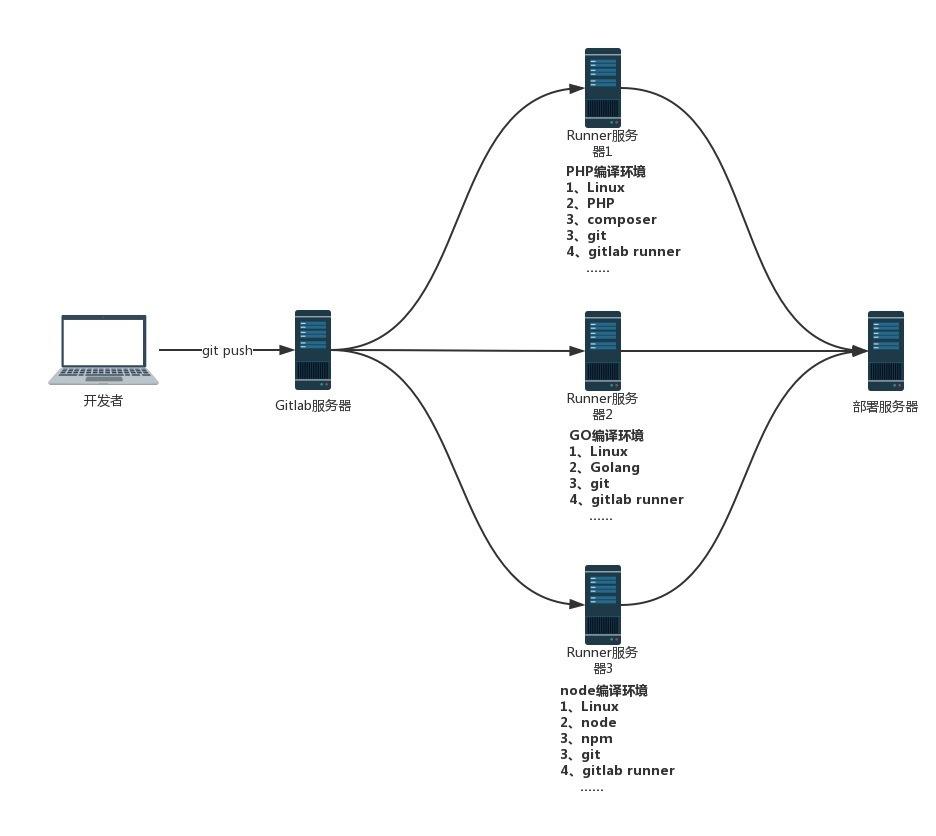 Runner服务
器1
PHP编译环境
1、Linux
2、PHP
3、composer
3、git
4、gitlab runner
......
git push
开发者
Gitlab服务器
Runner服务
器2
GO编译环境
1、Linux
2、Golang
3、git
4、gitlab runner
......
部署服务器
Runner服务
器3
node编译环境
1、Linux
2、node
3、npm
3、git
4、gitlab runner
......